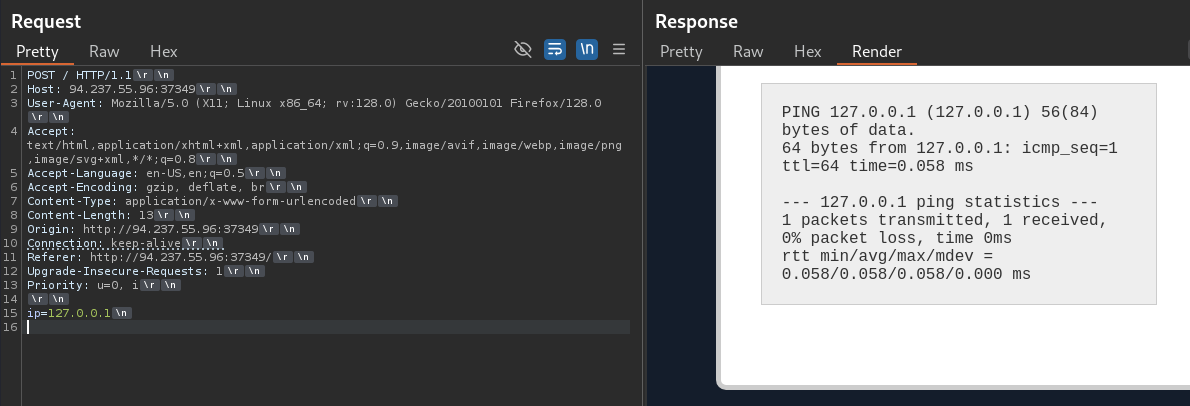 Request
Pretty Raw Hex
\n
1 POST / HTTP/1.1 \r \n
2 Host: 94.237.55.96:37349 \r \n
3 User-Agent: Mozilla/5.0 (X11; Linux x86_64; rv:128.0) Gecko/20100101 Firefox/128.0
\r \n
4 Accept:
text/html,application/xhtml+xml,application/xml;q=0.9,image/avif,image/webp,image/png
,image/svg+xml,*/*;q=0.8 \r \n
5 Accept-Language: en-US,en;q=0.5 \r \n
6 Accept-Encoding: gzip, deflate, br \r \n
7 Content-Type: application/x-www-form-urlencoded \r \n
8 Content-Length: 13 \r \n
9 Origin: http://94.237.55.96:37349 \r \n
10 Connection: keep-alive \r \n
11 Referer: http://94.237.55.96:37349/ \r \n
12 Upgrade-Insecure-Requests: 1 \r \n
13 Priority: u=0, i \r \n
14 \r \n
15 ip=127.0.0.1 \n
16
Response
Pretty Raw Hex Render
PING 127.0.0.1 (127.0.0.1) 56(84)
bytes of data.
64 bytes from 127.0.0.1: icmp_seq=1
ttl=64 time=0.058 ms
--- 127.0.0.1 ping statistics ---
1 packets transmitted, 1 received,
0% packet loss, time 0ms
rtt min/avg/max/mdev =
0.058/0.058/0.058/0.000 ms